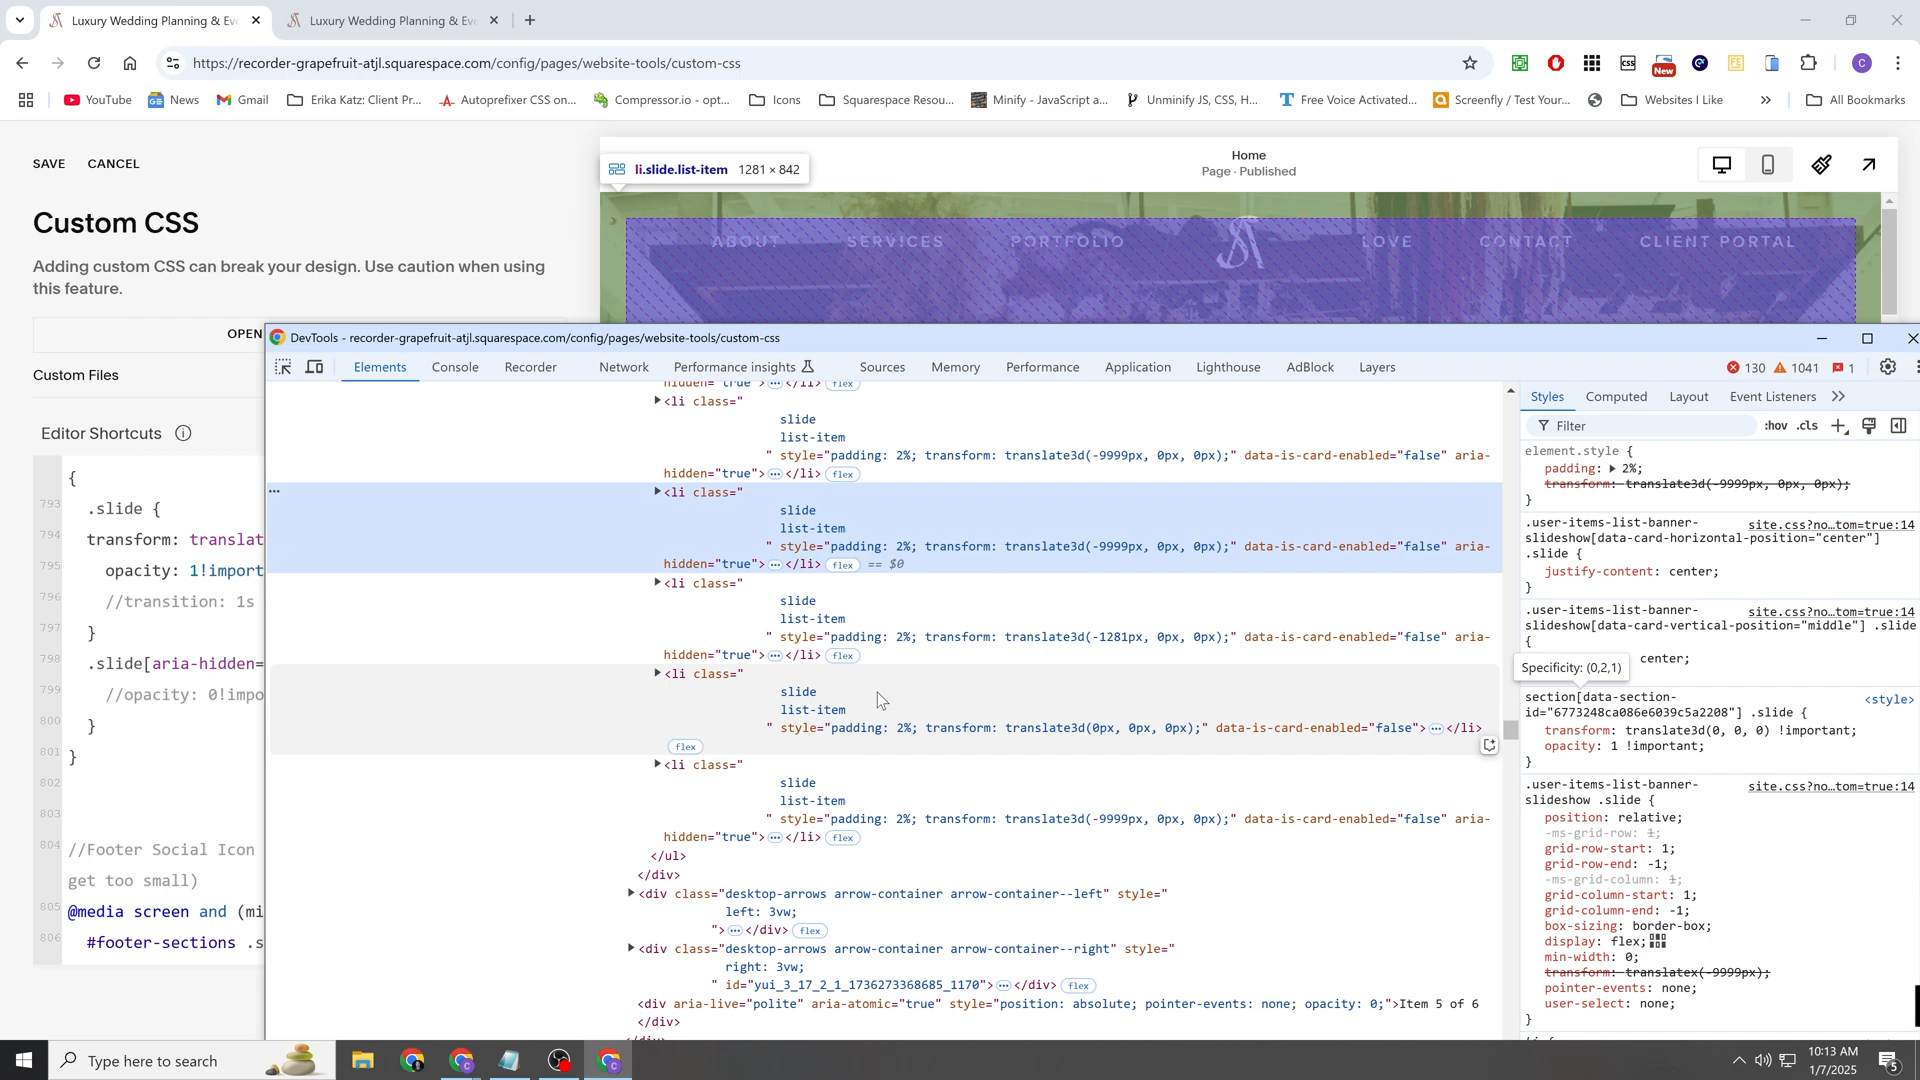 Luxury Wedding Planning & Eve
Luxury Wedding Planning & Eve
https://recorder-grapefruit-atjl.squarespace.com/config/pages/website-tools/custom-css
YouTube
News
Gmail
Erika Katz: Client Pr...
Autoprefixer CSS on...
Compressor.io - opt...
Icons
Squarespace Resou...
Minify - JavaScript a...
Unminify JS, CSS, H...
Free Voice Activated...
Screenfly / Test Your...
Websites I Like
»
All Bookmarks
SAVE
CANCEL
Custom CSS
Adding custom CSS can break your design. Use caution when using
this feature.
OPEN
Custom Files
Editor Shortcuts
{
793 .slide {
794 transform: translat
795 opacity: 1!import
796 //transition: 1s
797 }
798 .slide[aria-hidden=
799 //opacity: 0!impo
800 }
801 }
802
803
804 //Footer Social Icon
get too small)
805 @media screen and (mi
806 #footer-sections .s
Home
Page · Published
li.slide.list-item 1281 × 842
ABOUT
SERVICES
PORTFOLIO
LOVE
CONTACT
CLIENT PORTAL
DevTools - recorder-grapefruit-atjl.squarespace.com/config/pages/website-tools/custom-css
Elements
Console
Recorder
Network
Performance insights
Sources
Memory
Performance
Application
Lighthouse
AdBlock
Layers
130
1041
1
hidden="true">…</li> flex
<li class="
slide
list-item
" style="padding: 2%; transform: translate3d(-9999px, 0px, 0px);" data-is-card-enabled="false" aria-
hidden="true">…</li> flex
<li class="
slide
list-item
" style="padding: 2%; transform: translate3d(-9999px, 0px, 0px);" data-is-card-enabled="false" aria-
hidden="true">…</li> flex == $0
<li class="
slide
list-item
" style="padding: 2%; transform: translate3d(-1281px, 0px, 0px);" data-is-card-enabled="false" aria-
hidden="true">…</li> flex
<li class="
slide
list-item
" style="padding: 2%; transform: translate3d(0px, 0px, 0px);" data-is-card-enabled="false">…</li>
flex
<li class="
slide
list-item
" style="padding: 2%; transform: translate3d(-9999px, 0px, 0px);" data-is-card-enabled="false" aria-
hidden="true">…</li> flex
</ul>
</div>
<div class="desktop-arrows arrow-container arrow-container--left" style="
left: 3vw;
">…</div> flex
<div class="desktop-arrows arrow-container arrow-container--right" style="
right: 3vw;
" id="yui_3_17_2_1_1736273368685_1170">…</div> flex
<div aria-live="polite" aria-atomic="true" style="position: absolute; pointer-events: none; opacity: 0;">Item 5 of 6
</div>
Styles
Computed
Layout
Event Listeners
»
Filter
:hov .cls
element.style {
padding: 2%;
transform: translate3d(-9999px, 0px, 0px);
}
.user-items-list-banner- site.css?no…tom=true:14
slideshow[data-card-horizontal-position="center"]
.slide {
justify-content: center;
}
.user-items-list-banner- site.css?no…tom=true:14
slideshow[data-card-vertical-position="middle"] .slide
{
center;
Specificity: (0,2,1)
section[data-section- <style>
id="6773248ca086e6039c5a2208"] .slide {
transform: translate3d(0, 0, 0) !important;
opacity: 1 !important;
}
.user-items-list-banner- site.css?no…tom=true:14
slideshow .slide {
position: relative;
-ms-grid-row: 1;
grid-row-start: 1;
grid-row-end: -1;
-ms-grid-column: 1;
grid-column-start: 1;
grid-column-end: -1;
box-sizing: border-box;
display: flex;
min-width: 0;
transform: translatex(-9999px);
pointer-events: none;
user-select: none;
}
Type here to search
10:13 AM
1/7/2025
5